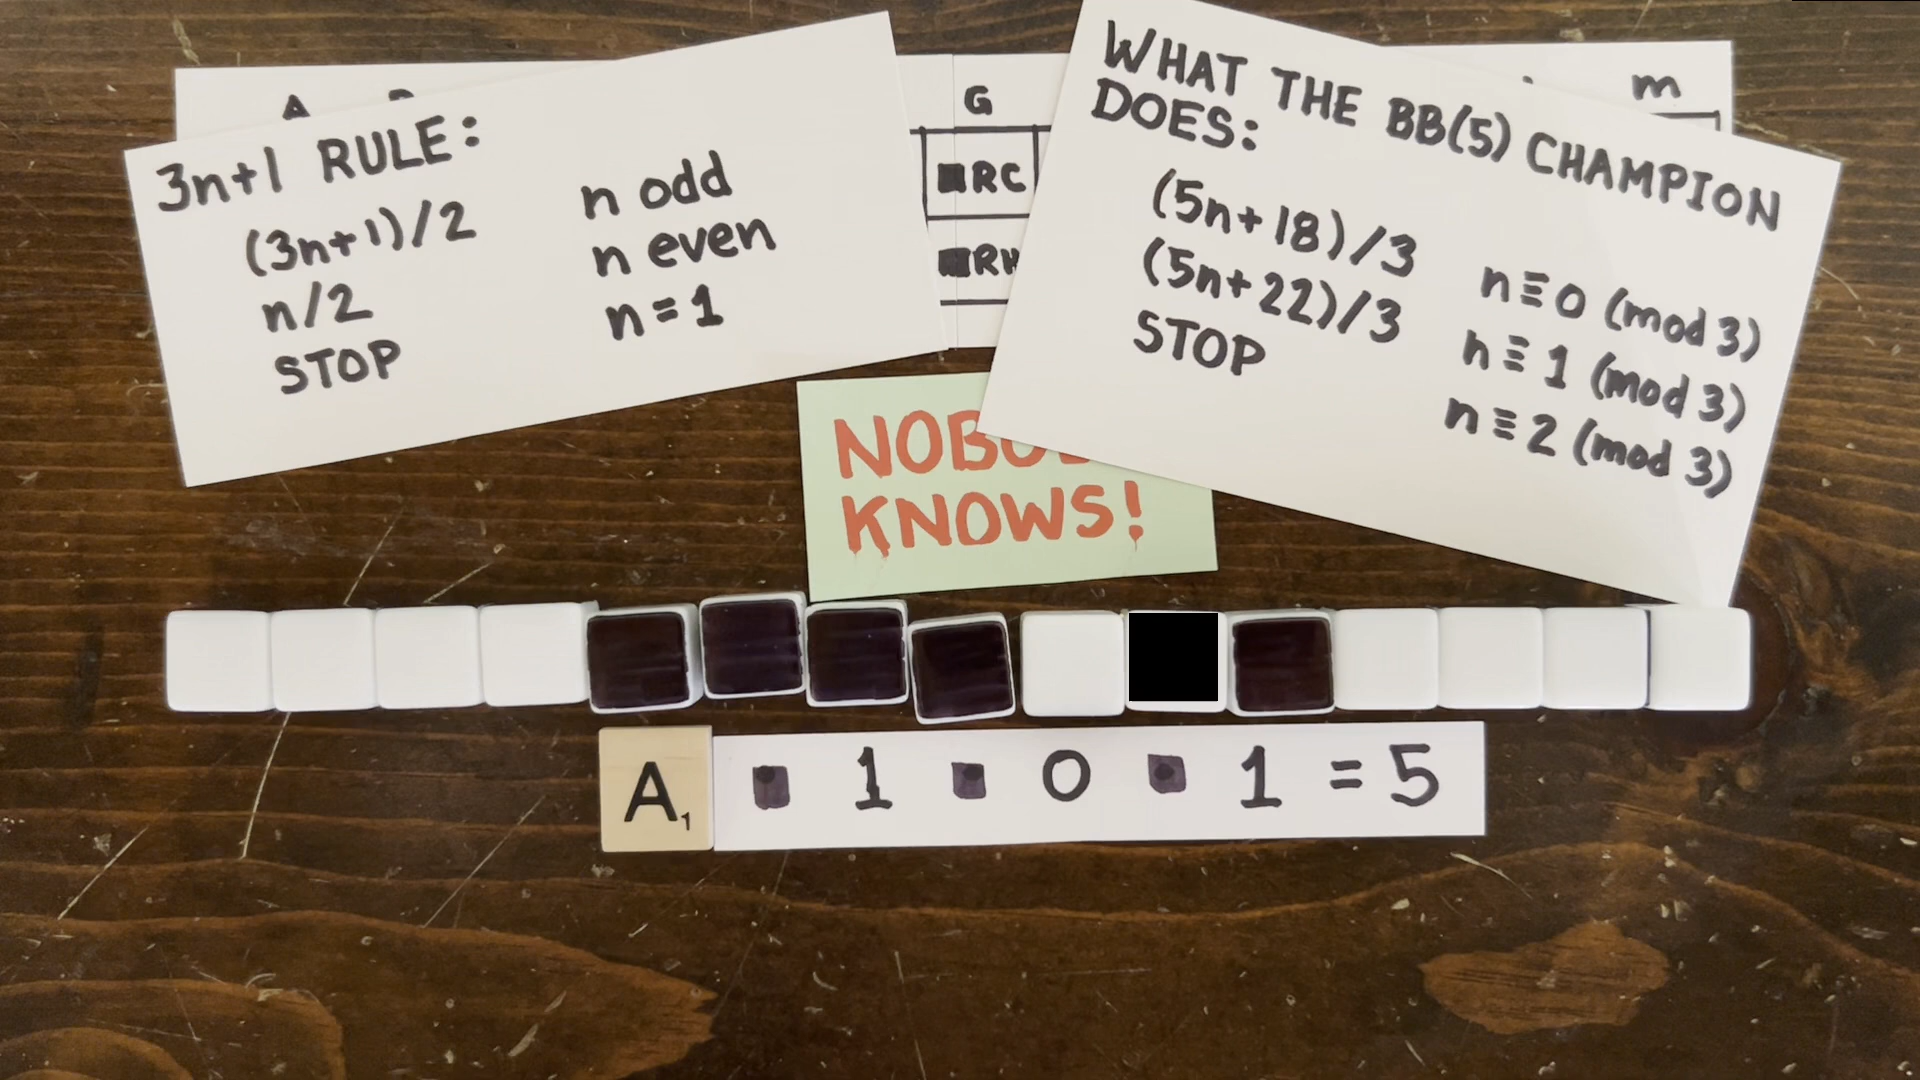 G
m
■RC
3n+1 RULE:
(3n+1)/2 n odd
n/2 n even
STOP n=1
WHAT THE BB(5) CHAMPION
DOES:
(5n+18)/3 n≡0 (mod 3)
(5n+22)/3 n≡1 (mod 3)
STOP n≡2 (mod 3)
KNOWS!
A1 ■ 1 ■ 0 ■ 1 = 5